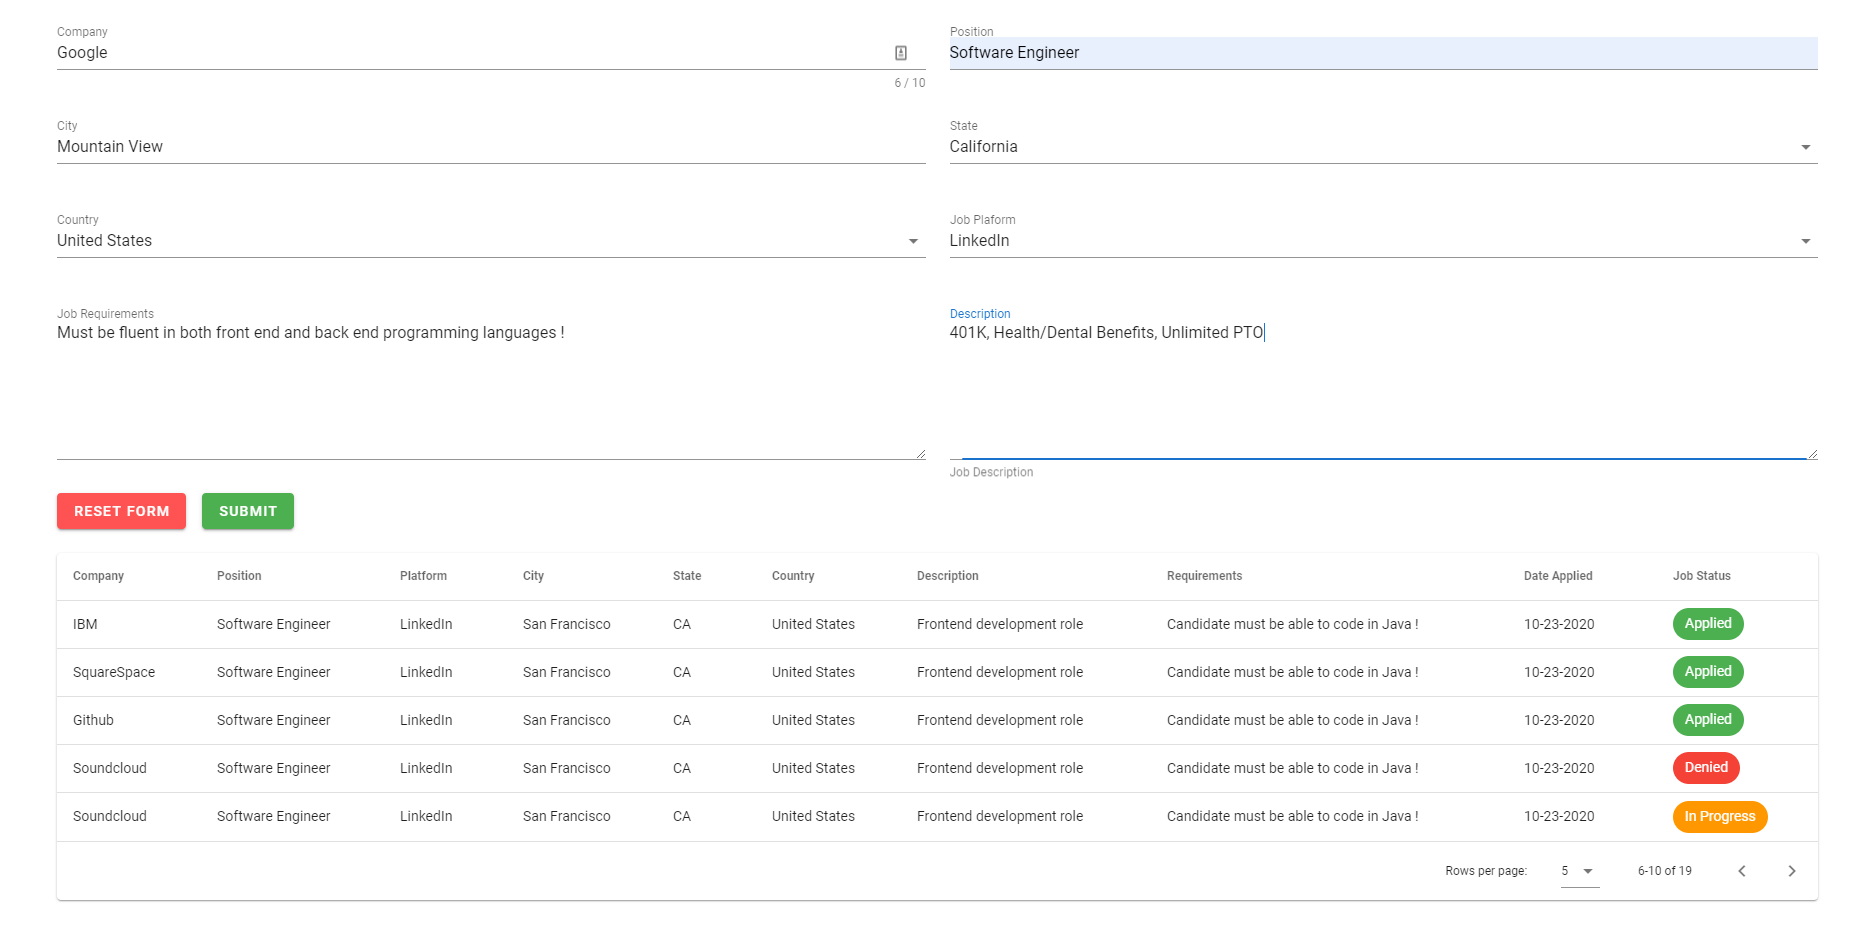 Company
Google
6 / 10
Position
Software Engineer
City
Mountain View
State
California
Country
United States
Job Plaform
LinkedIn
Job Requirements
Must be fluent in both front end and back end programming languages !
Description
401K, Health/Dental Benefits, Unlimited PTO
Job Description
RESET FORM SUBMIT
Company Position Platform City State Country Description Requirements Date Applied Job Status
IBM Software Engineer LinkedIn San Francisco CA United States Frontend development role Candidate must be able to code in Java ! 10-23-2020 Applied
SquareSpace Software Engineer LinkedIn San Francisco CA United States Frontend development role Candidate must be able to code in Java ! 10-23-2020 Applied
Github Software Engineer LinkedIn San Francisco CA United States Frontend development role Candidate must be able to code in Java ! 10-23-2020 Applied
Soundcloud Software Engineer LinkedIn San Francisco CA United States Frontend development role Candidate must be able to code in Java ! 10-23-2020 Denied
Soundcloud Software Engineer LinkedIn San Francisco CA United States Frontend development role Candidate must be able to code in Java ! 10-23-2020 In Progress
Rows per page: 5 6-10 of 19